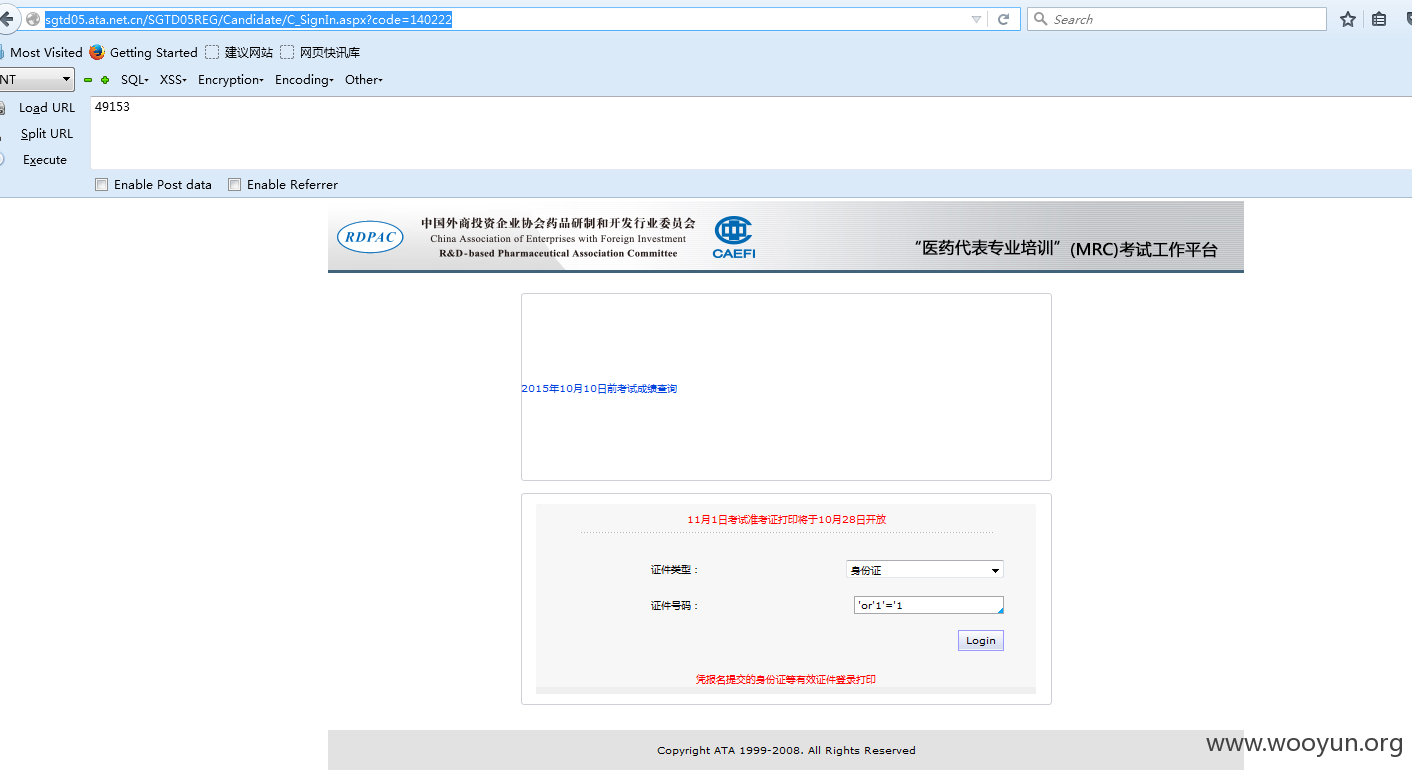 sgtd05.ata.net.cn/SGTD05REG/Candidate/C_SignIn.aspx?code=140222
Search
Most Visited Getting Started 建议网站 网页快讯库
NT SQL XSS Encryption Encoding Other
Load URL 49153
Split URL
Execute
Enable Post data Enable Referrer
RDPAC 中国外商投资企业协会药品研制和开发行业委员会
China Association of Enterprises with Foreign Investment
R&D-based Pharmaceutical Association Committee
CAEFI
“医药代表专业培训”(MRC)考试工作平台
2015年10月10日前考试成绩查询
11月1日考试准考证打印将于10月28日开放
证件类型： 身份证
证件号码： 'or'1'='1
Login
凭报名提交的身份证等有效证件登录打印
Copyright ATA 1999-2008. All Rights Reserved
www.wooyun.org